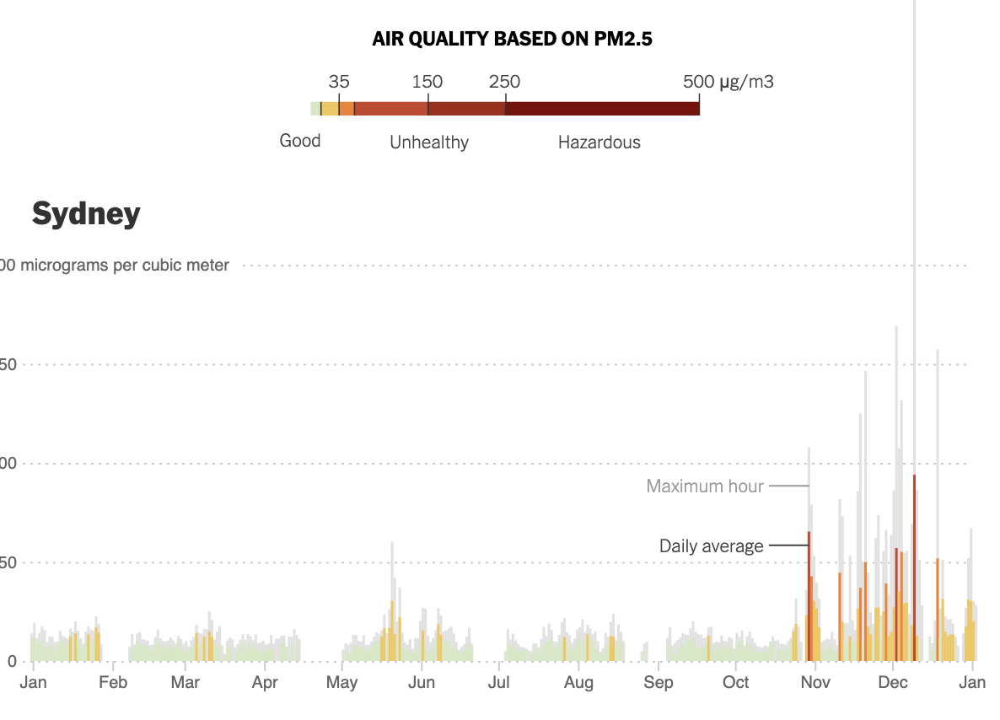 AIR QUALITY BASED ON PM2.5
35 150 250 500 µg/m3
Good Unhealthy Hazardous
Sydney
00 micrograms per cubic meter
50
00
Maximum hour
Daily average
50
0
Jan Feb Mar Apr May Jun Jul Aug Sep Oct Nov Dec Jan